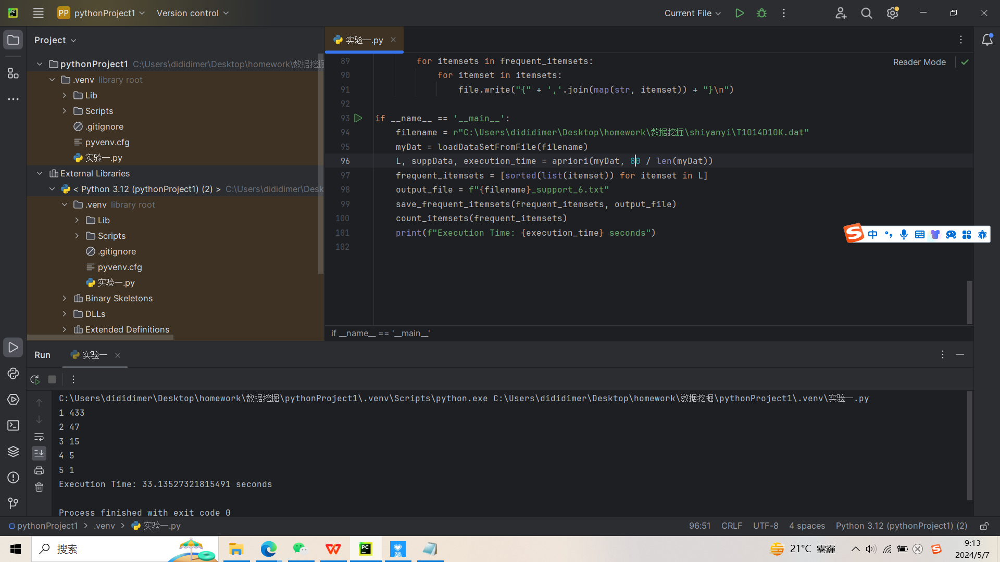 PP pythonProject1 Version control Current File
Project
实验一.py
pythonProject1 C:\Users\dididimer\Desktop\homework\数据挖掘
.venv library root
Lib
Scripts
.gitignore
pyvenv.cfg
实验一.py
External Libraries
< Python 3.12 (pythonProject1) (2) > C:\Users\dididimer\Desk
.venv library root
Lib
Scripts
.gitignore
pyvenv.cfg
实验一.py
Binary Skeletons
DLLs
Extended Definitions
Reader Mode
89 for itemsets in frequent_itemsets:
90 for itemset in itemsets:
91 file.write("{" + ','.join(map(str, itemset)) + "}\n")
92
93 if __name__ == '__main__':
94 filename = r"C:\Users\dididimer\Desktop\homework\数据挖掘\shiyanyi\T1014D10K.dat"
95 myDat = loadDataSetFromFile(filename)
96 L, suppData, execution_time = apriori(myDat, 80 / len(myDat))
97 frequent_itemsets = [sorted(list(itemset)) for itemset in L]
98 output_file = f"{filename}_support_6.txt"
99 save_frequent_itemsets(frequent_itemsets, output_file)
100 count_itemsets(frequent_itemsets)
101 print(f"Execution Time: {execution_time} seconds")
102
中
if __name__ == '__main__'
Run 实验一
C:\Users\dididimer\Desktop\homework\数据挖掘\pythonProject1\.venv\Scripts\python.exe C:\Users\dididimer\Desktop\homework\数据挖掘\pythonProject1\.venv\实验一.py
1 433
2 47
3 15
4 5
5 1
Execution Time: 33.13527321815491 seconds
Process finished with exit code 0
pythonProject1 > .venv > 实验一.py 96:51 CRLF UTF-8 4 spaces Python 3.12 (pythonProject1) (2)
搜索
21°C 雾霾
9:13
2024/5/7